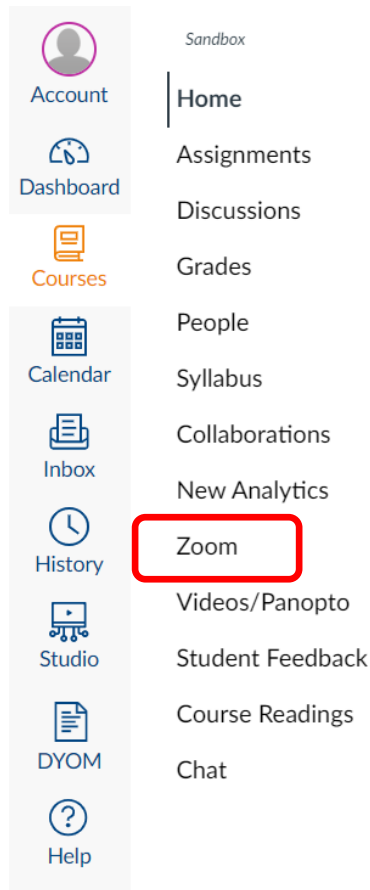 Account
Dashboard
Courses
Calendar
Inbox
History
Studio
DYOM
Help
Sandbox
Home
Assignments
Discussions
Grades
People
Syllabus
Collaborations
New Analytics
Zoom
Videos/Panopto
Student Feedback
Course Readings
Chat